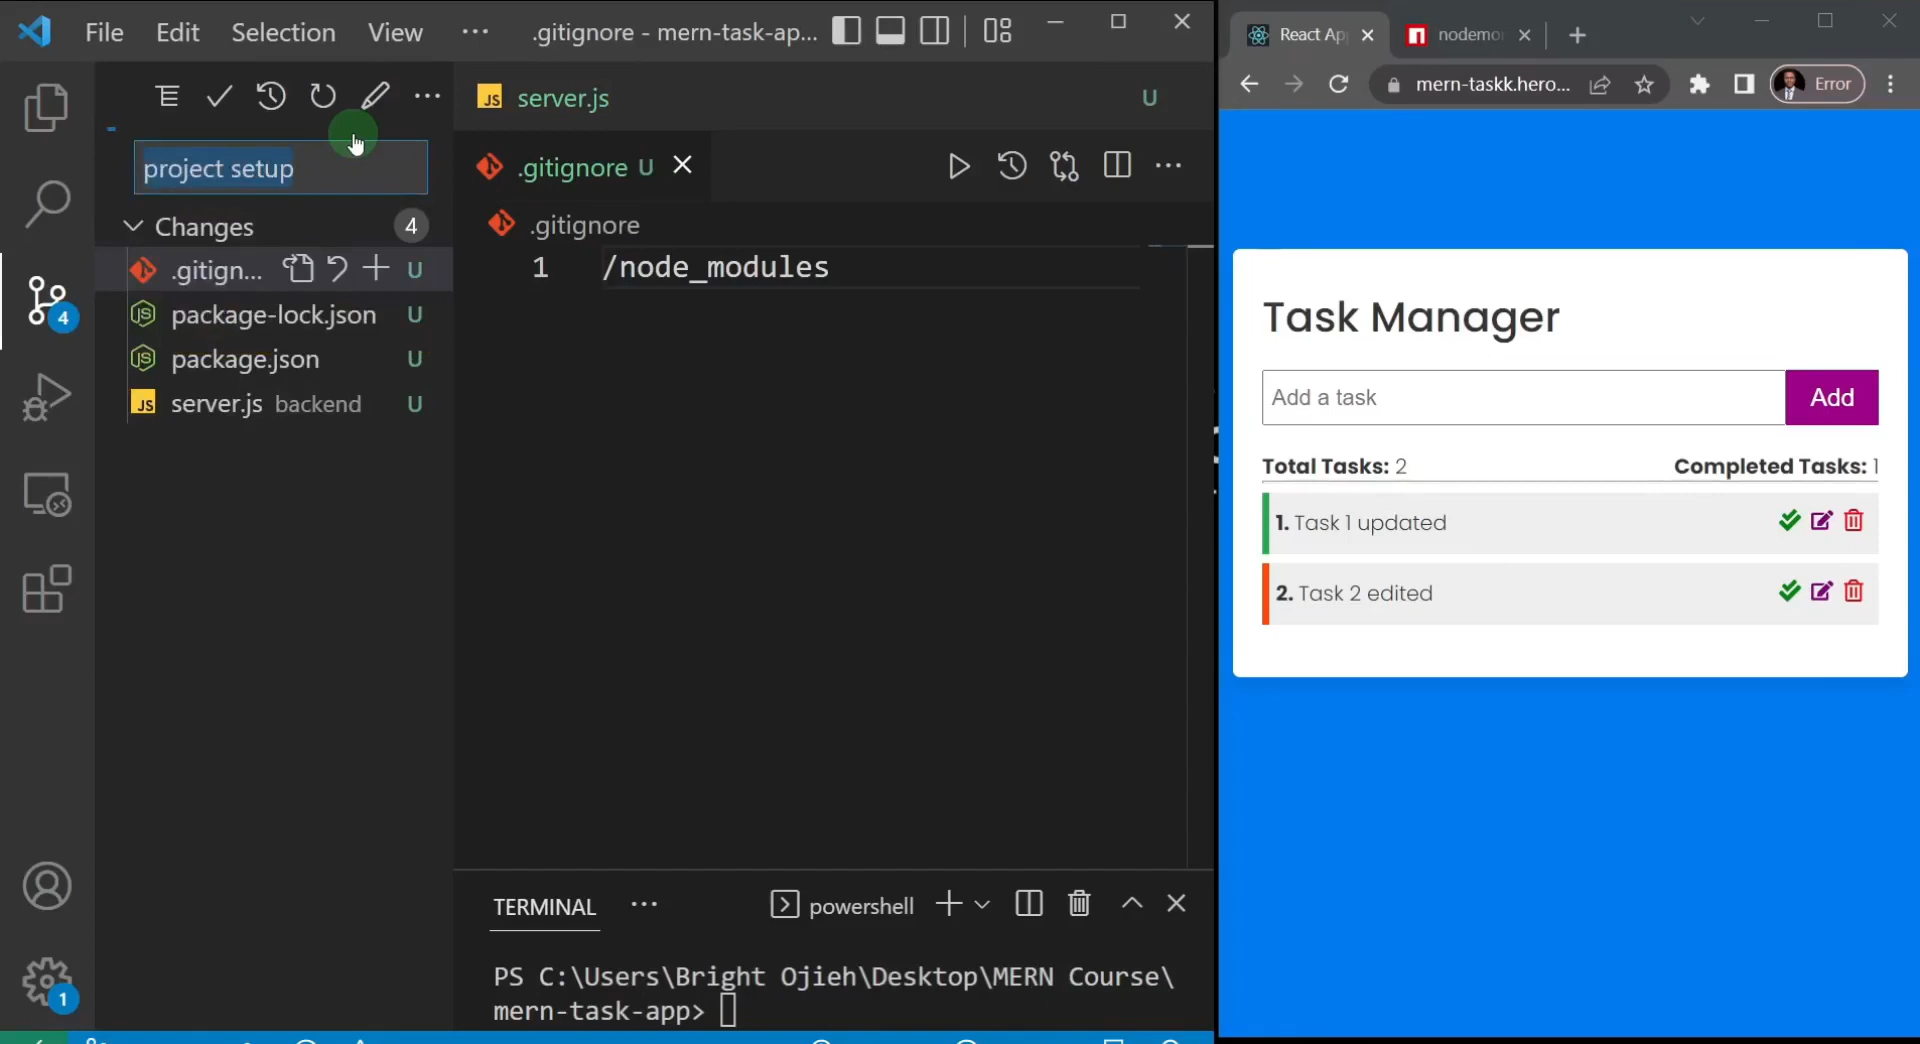 File Edit Selection View ··· .gitignore - mern-task-ap...
project setup
Changes 4
.gitign... U
package-lock.json U
package.json U
server.js backend U
4
1
JS server.js U
.gitignore U
.gitignore
1 /node_modules
TERMINAL ··· powershell
PS C:\Users\Bright Ojieh\Desktop\MERN Course\
mern-task-app>
React Ap
nodemo
mern-taskk.hero...
Error
Task Manager
Add a task
Add
Total Tasks: 2 Completed Tasks: 1
1. Task 1 updated
2. Task 2 edited